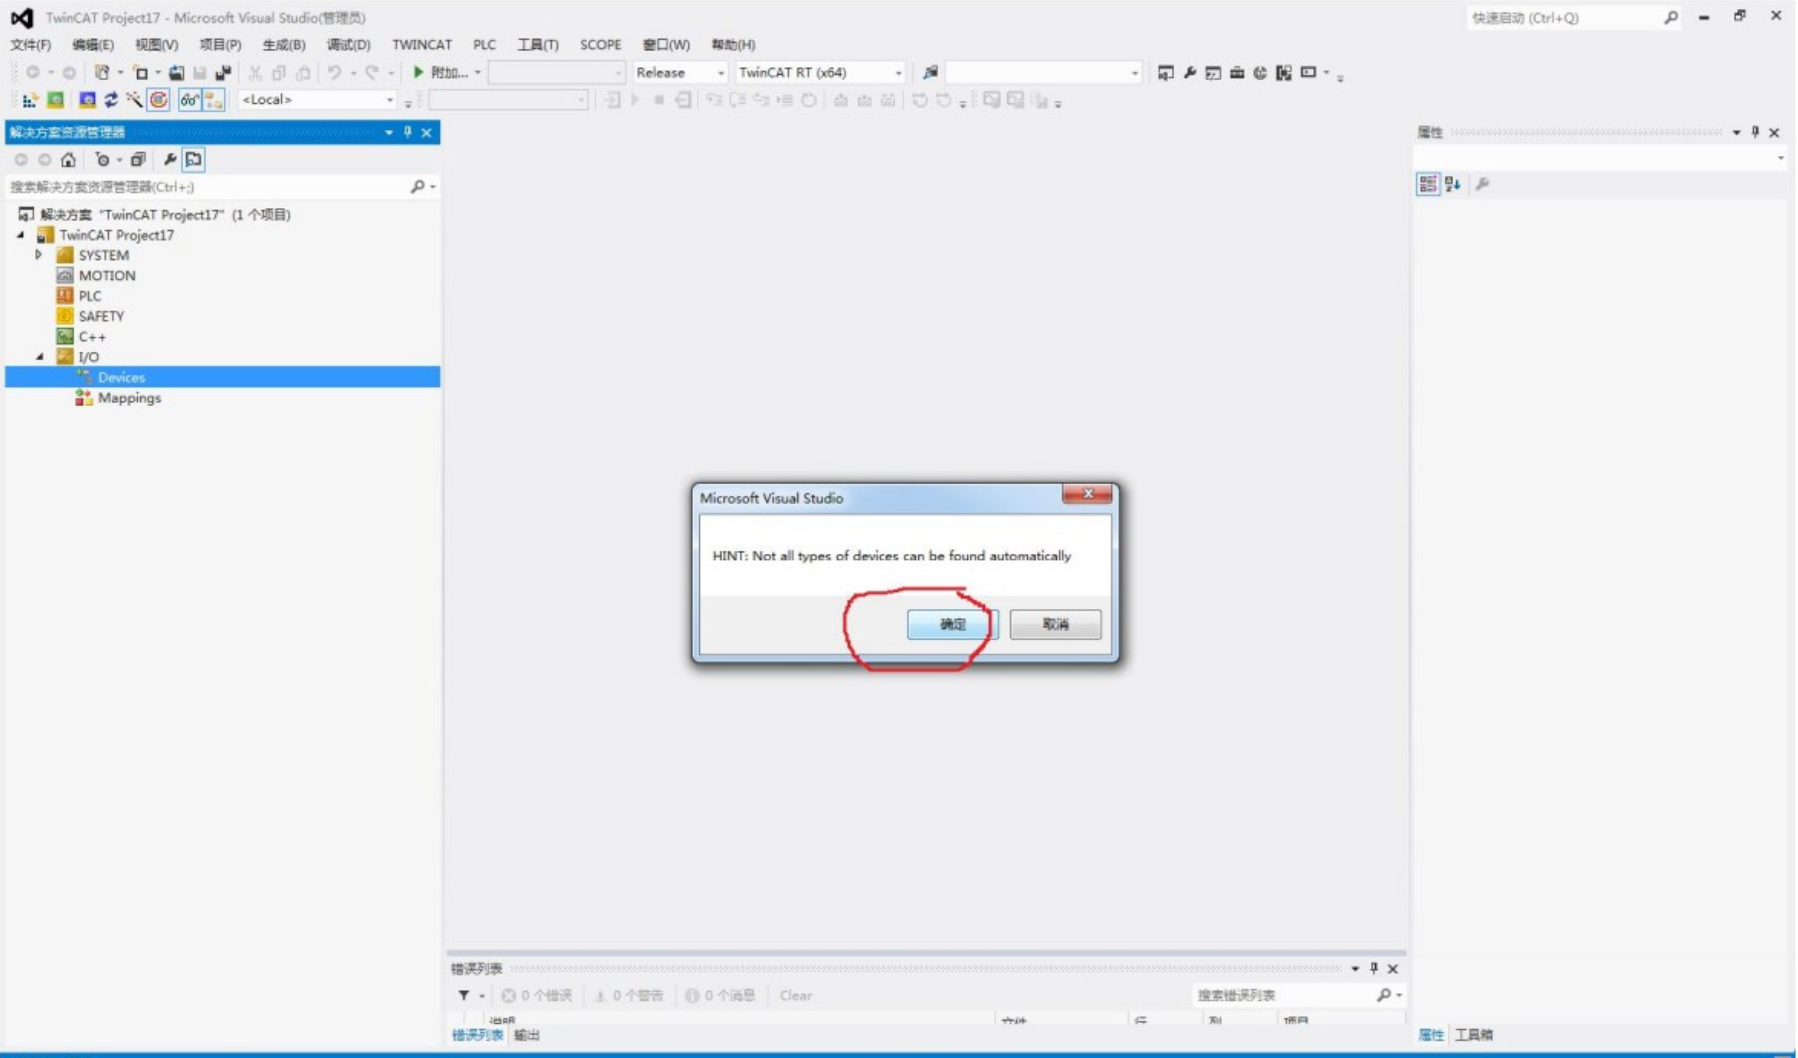 TwinCAT Project17 - Microsoft Visual Studio(管理员)
快速启动 (Ctrl+Q)
文件(F) 编辑(E) 视图(V) 项目(P) 生成(B) 调试(D) TWINCAT PLC 工具(T) SCOPE 窗口(W) 帮助(H)
附加... Release TwinCAT RT (x64)
<Local>
解决方案资源管理器
搜索解决方案资源管理器(Ctrl+;)
解决方案 "TwinCAT Project17" (1 个项目)
TwinCAT Project17
SYSTEM
MOTION
PLC
SAFETY
C++
I/O
Devices
Mappings
Microsoft Visual Studio
HINT: Not all types of devices can be found automatically
确定 取消
属性
错误列表
0 个错误 0 个警告 0 个消息 Clear
搜索错误列表
说明 文件 行 列 项目
错误列表 输出
属性 工具箱